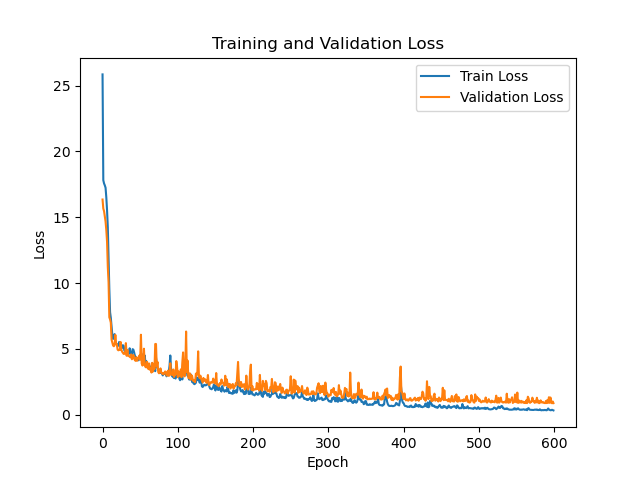 Training and Validation Loss
Train Loss
Validation Loss
Loss
25
20
15
10
5
0
0 100 200 300 400 500 600
Epoch